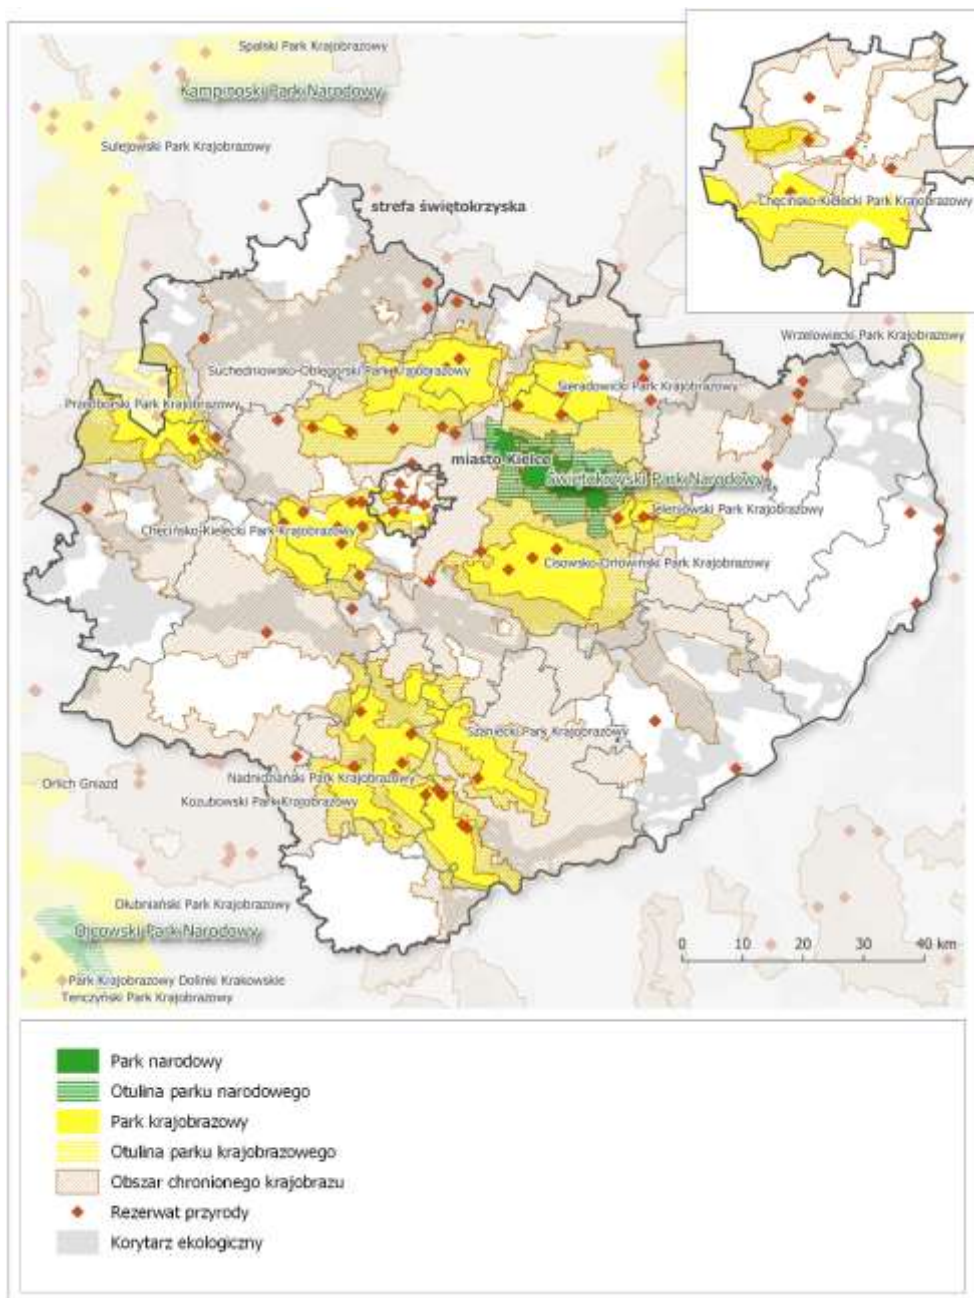 Spalski Park Krajobrazowy
Kampinoski Park Narodowy
Sulejowski Park Krajobrazowy
strefa świętokrzyska
Chęcińsko-Kielecki Park Krajobrazowy
Wrzelowiecki Park Krajobrazowy
Suchedniowsko-Oblęgorski Park Krajobrazowy
Sieradowicki Park Krajobrazowy
Przedborski Park Krajobrazowy
miasto Kielce
Świętokrzyski Park Narodowy
Jeleniowski Park Krajobrazowy
Chęcińsko-Kielecki Park Krajobrazowy
Cisowsko-Orłowiński Park Krajobrazowy
Szaniecki Park Krajobrazowy
Orlich Gniazd
Nadnidziański Park Krajobrazowy
Kozubowski Park Krajobrazowy
Dłubniański Park Krajobrazowy
Ojcowski Park Narodowy
0 10 20 30 40 km
Park Krajobrazowy Dolinki Krakowskie
Tenczyński Park Krajobrazowy
Park narodowy
Otulina parku narodowego
Park krajobrazowy
Otulina parku krajobrazowego
Obszar chronionego krajobrazu
Rezerwat przyrody
Korytarz ekologiczny